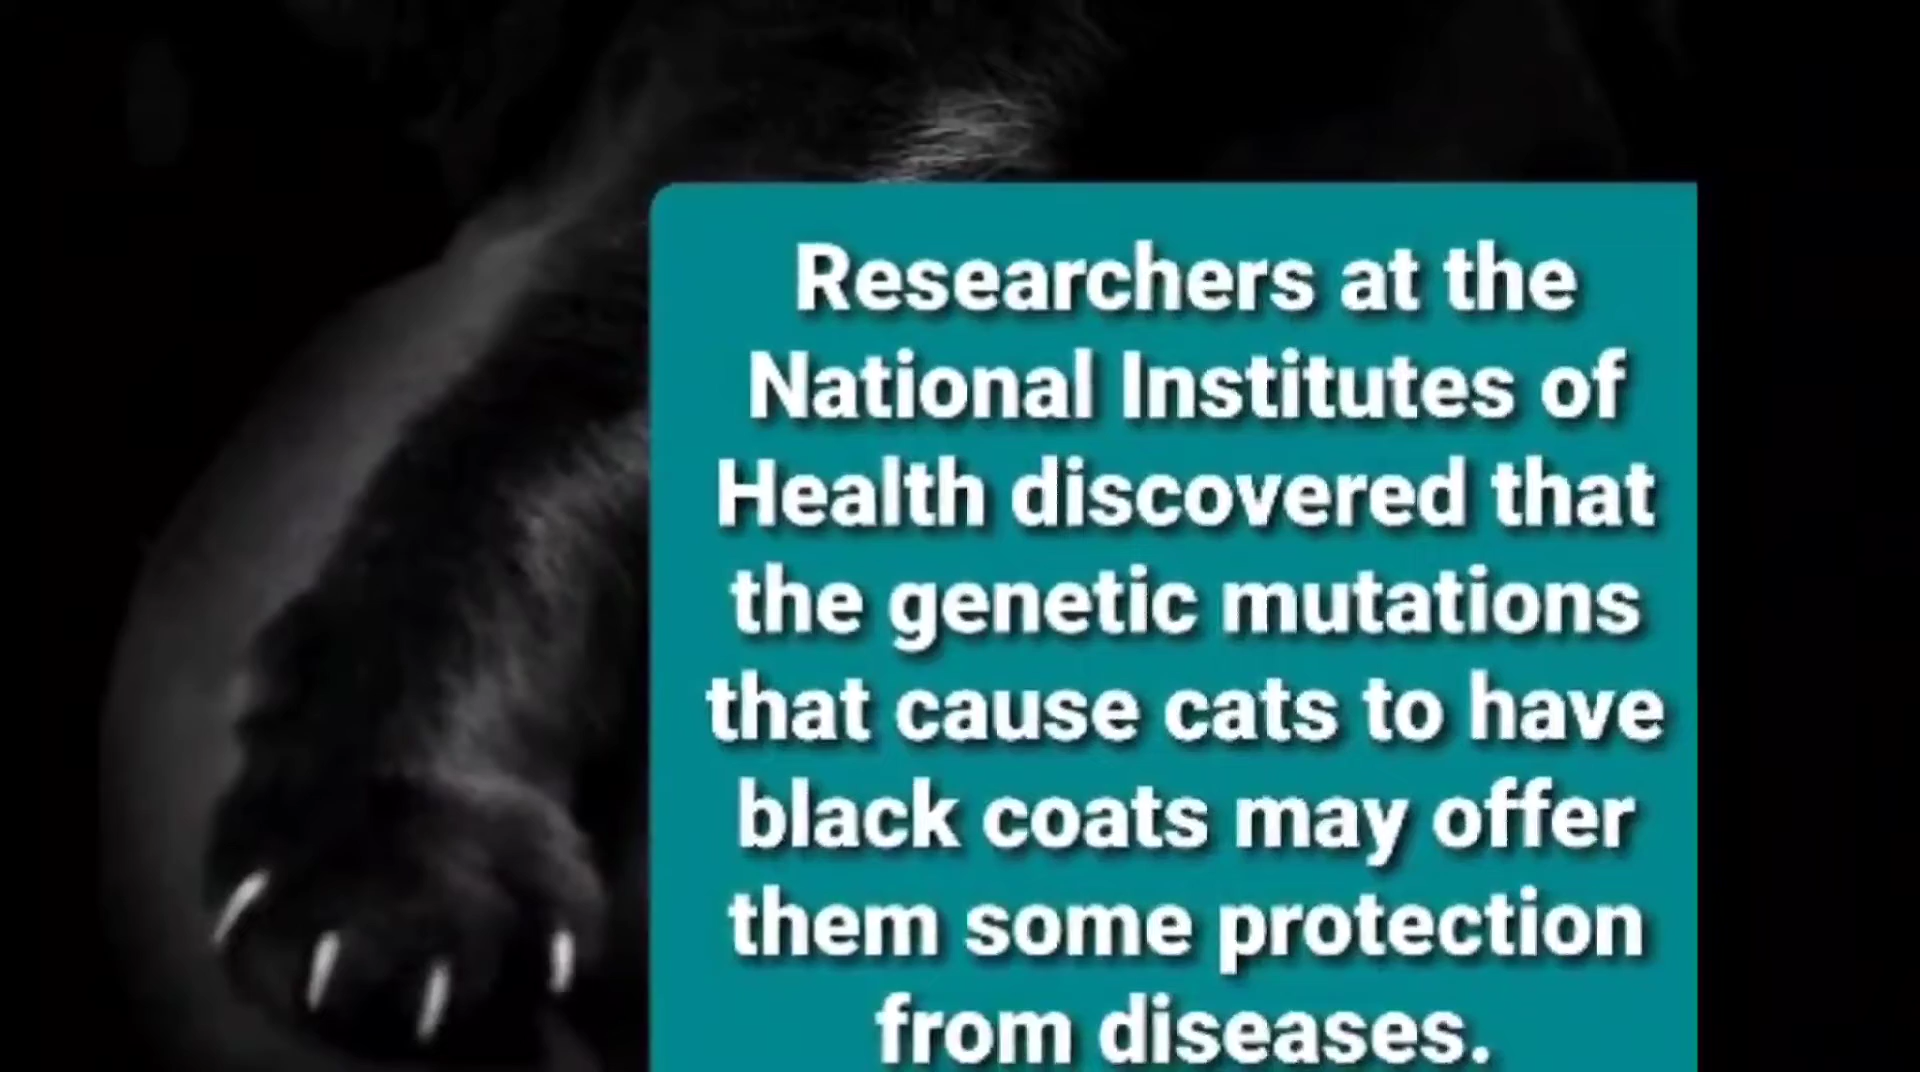 Researchers at the
National Institutes of
Health discovered that
the genetic mutations
that cause cats to have
black coats may offer
them some protection
from diseases.